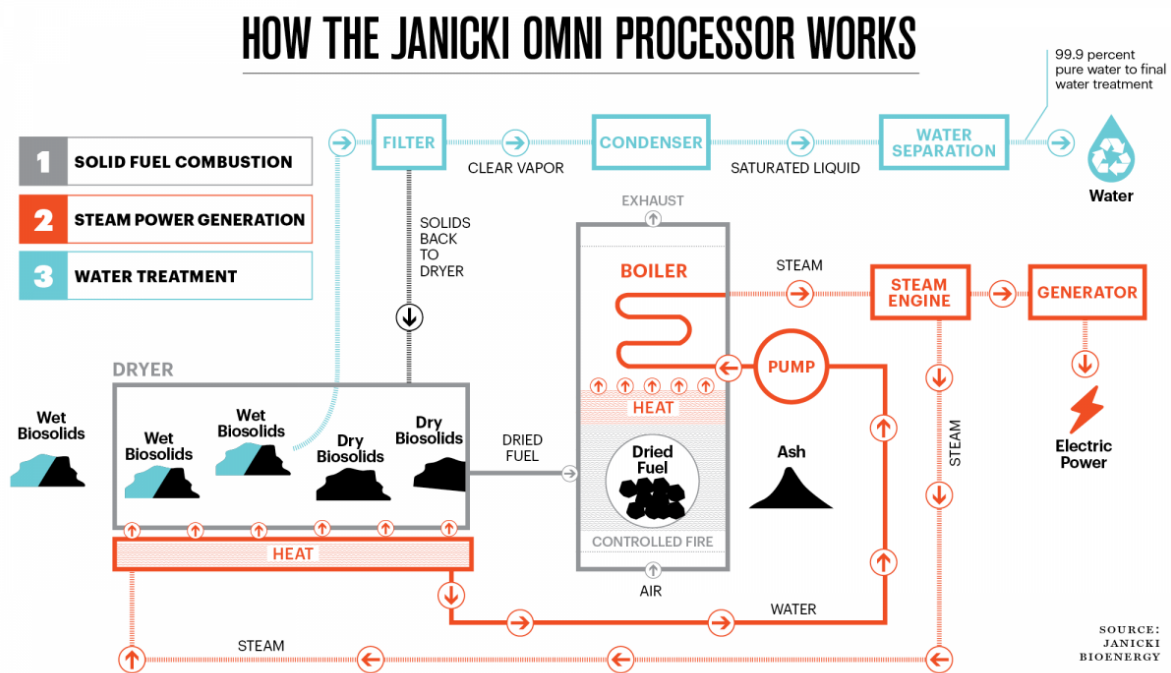 HOW THE JANICKI OMNI PROCESSOR WORKS
99.9 percent
pure water to final
water treatment
1 SOLID FUEL COMBUSTION
2 STEAM POWER GENERATION
3 WATER TREATMENT
FILTER
CLEAR VAPOR
CONDENSER
SATURATED LIQUID
WATER
SEPARATION
Water
SOLIDS
BACK
TO
DRYER
EXHAUST
BOILER
STEAM
STEAM
ENGINE
GENERATOR
PUMP
HEAT
DRYER
Wet
Biosolids
Wet
Biosolids
Wet
Biosolids
Dry
Biosolids
Dry
Biosolids
DRIED
FUEL
Dried
Fuel
Ash
STEAM
Electric
Power
CONTROLLED FIRE
HEAT
AIR
WATER
STEAM
SOURCE:
JANICKI
BIOENERGY